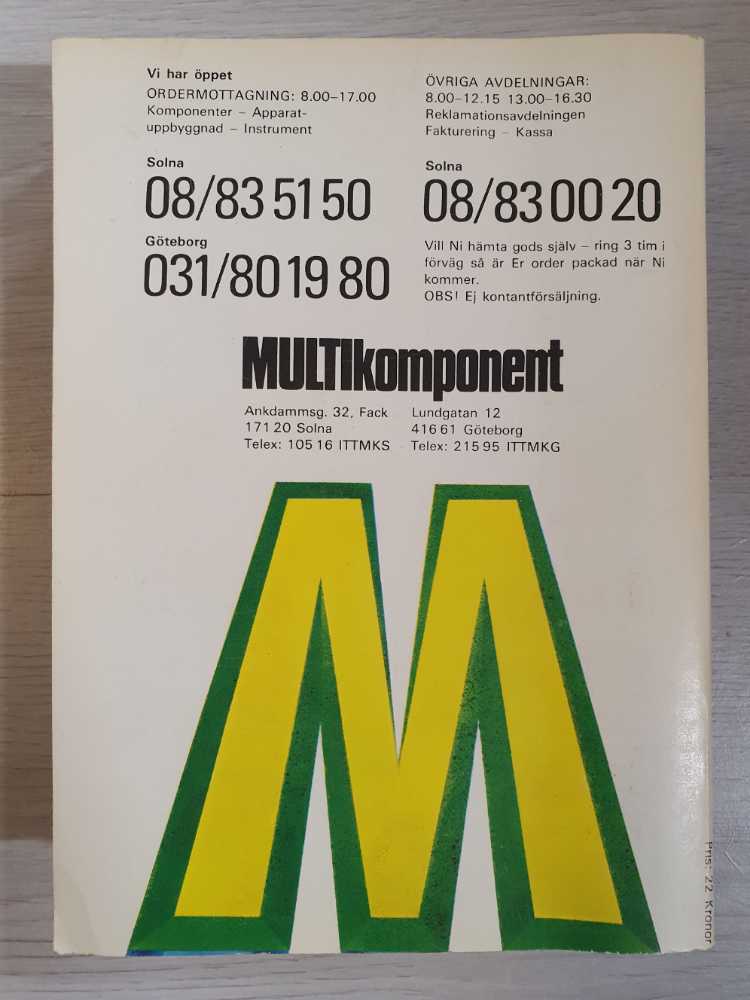 Vi har öppet
ORDERMOTTAGNING: 8.00–17.00
Komponenter – Apparat-
uppbyggnad – Instrument
Solna
08/83 51 50
Göteborg
031/80 19 80
ÖVRIGA AVDELNINGAR:
8.00–12.15 13.00–16.30
Reklamationsavdelningen
Fakturering – Kassa
Solna
08/83 00 20
Vill Ni hämta gods själv – ring 3 tim i
förväg så är Er order packad när Ni
kommer.
OBS! Ej kontantförsäljning.
MULTIkomponent
Ankdammsg. 32, Fack
171 20 Solna
Telex: 105 16 ITTMKS
Lundgatan 12
416 61 Göteborg
Telex: 215 95 ITTMKG
M
Pris: 22 Kronor